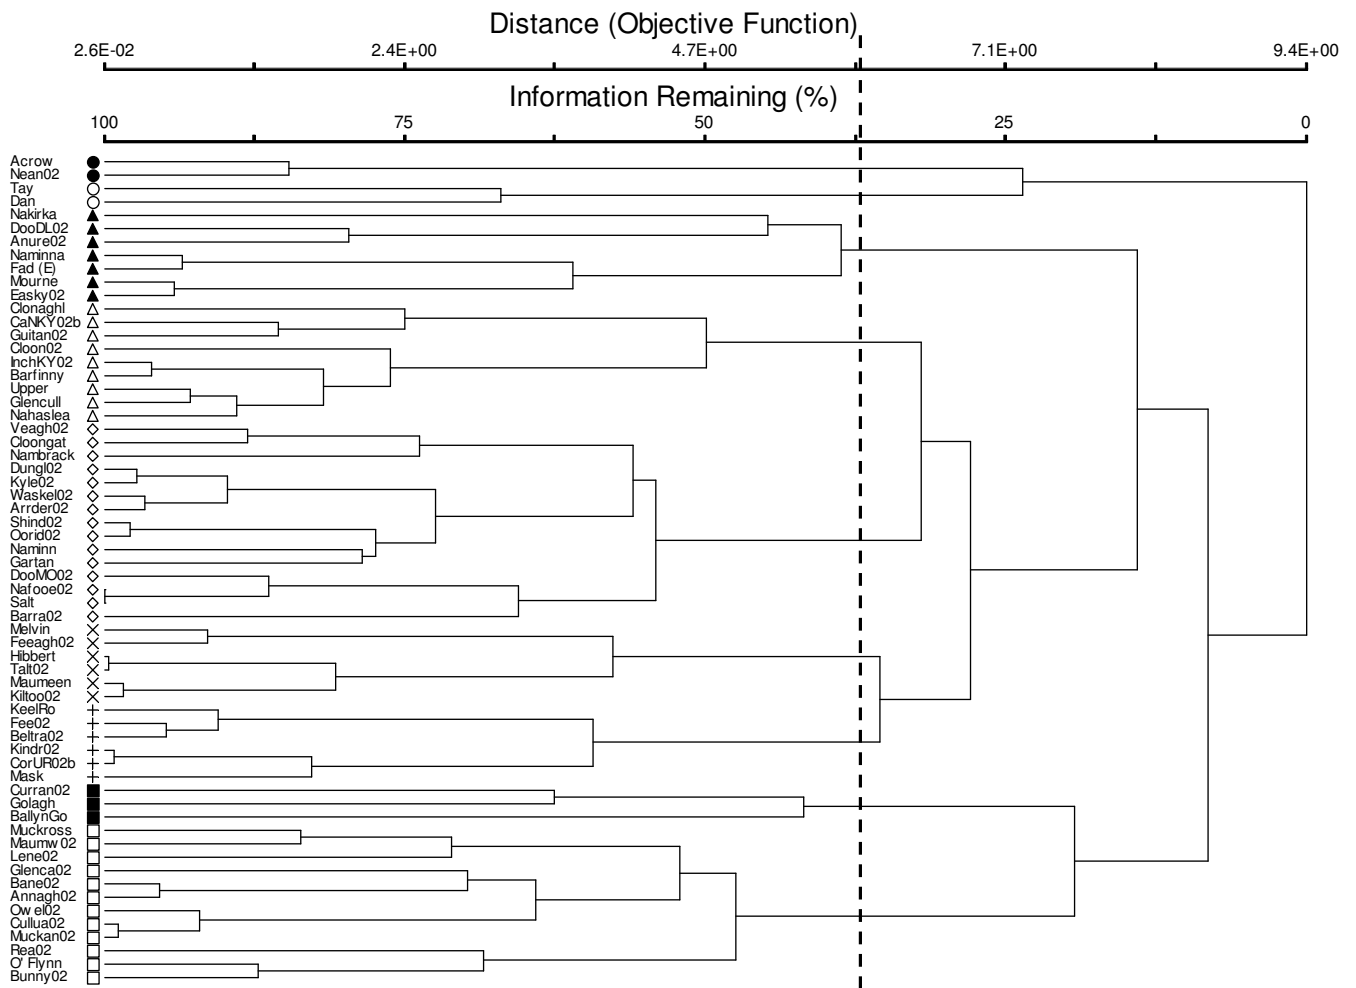 Distance (Objective Function)
2.6E-02 2.4E+00 4.7E+00 7.1E+00 9.4E+00
Information Remaining (%)
100 75 50 25 0
Acrow
Nean02
Tay
Dan
Nakirka
DooDL02
Anure02
Naminna
Fad (E)
Mourne
Easky02
Clonaghl
CaNKY02b
Guitan02
Cloon02
InchKY02
Barfinny
Upper
Glencull
Nahaslea
Veagh02
Cloongat
Nambrack
Dungl02
Kyle02
Waskel02
Arrder02
Shind02
Oorid02
Naminn
Gartan
DooMO02
Nafooe02
Salt
Barra02
Melvin
Feeagh02
Hibbert
Talt02
Maumeen
Kiltoo02
KeelRo
Fee02
Beltra02
Kindr02
CorUR02b
Mask
Curran02
Golagh
BallynGo
Muckross
Maumw02
Lene02
Glenca02
Bane02
Annagh02
Owel02
Cullua02
Muckan02
Rea02
O' Flynn
Bunny02